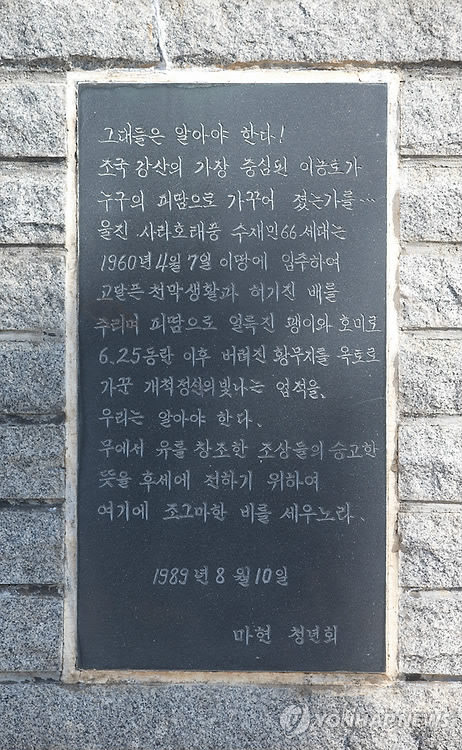 그대들은 알아야 한다!
조국 강산의 가장 중심된 이농토가
누구의 피땀으로 가꾸어 졌는가를…
울진 사라호태풍 수재민66세대는
1960년4월7일 이땅에 입주하여
고달픈천막생활과 허기진 배를
주리며 피땀으로 얼룩진 괭이와 호미로
6.25동란 이후 버려진 황무지를 옥토로
가꾼 개척정신의빛나는 업적을,
우리는 알아야 한다.
무에서 유를 창조한 조상들의 숭고한
뜻을 후세에 전하기 위하여
여기에 조그마한 비를 세우노라.
1989년 8월10일
마현 청년회
YONHAPNEWS